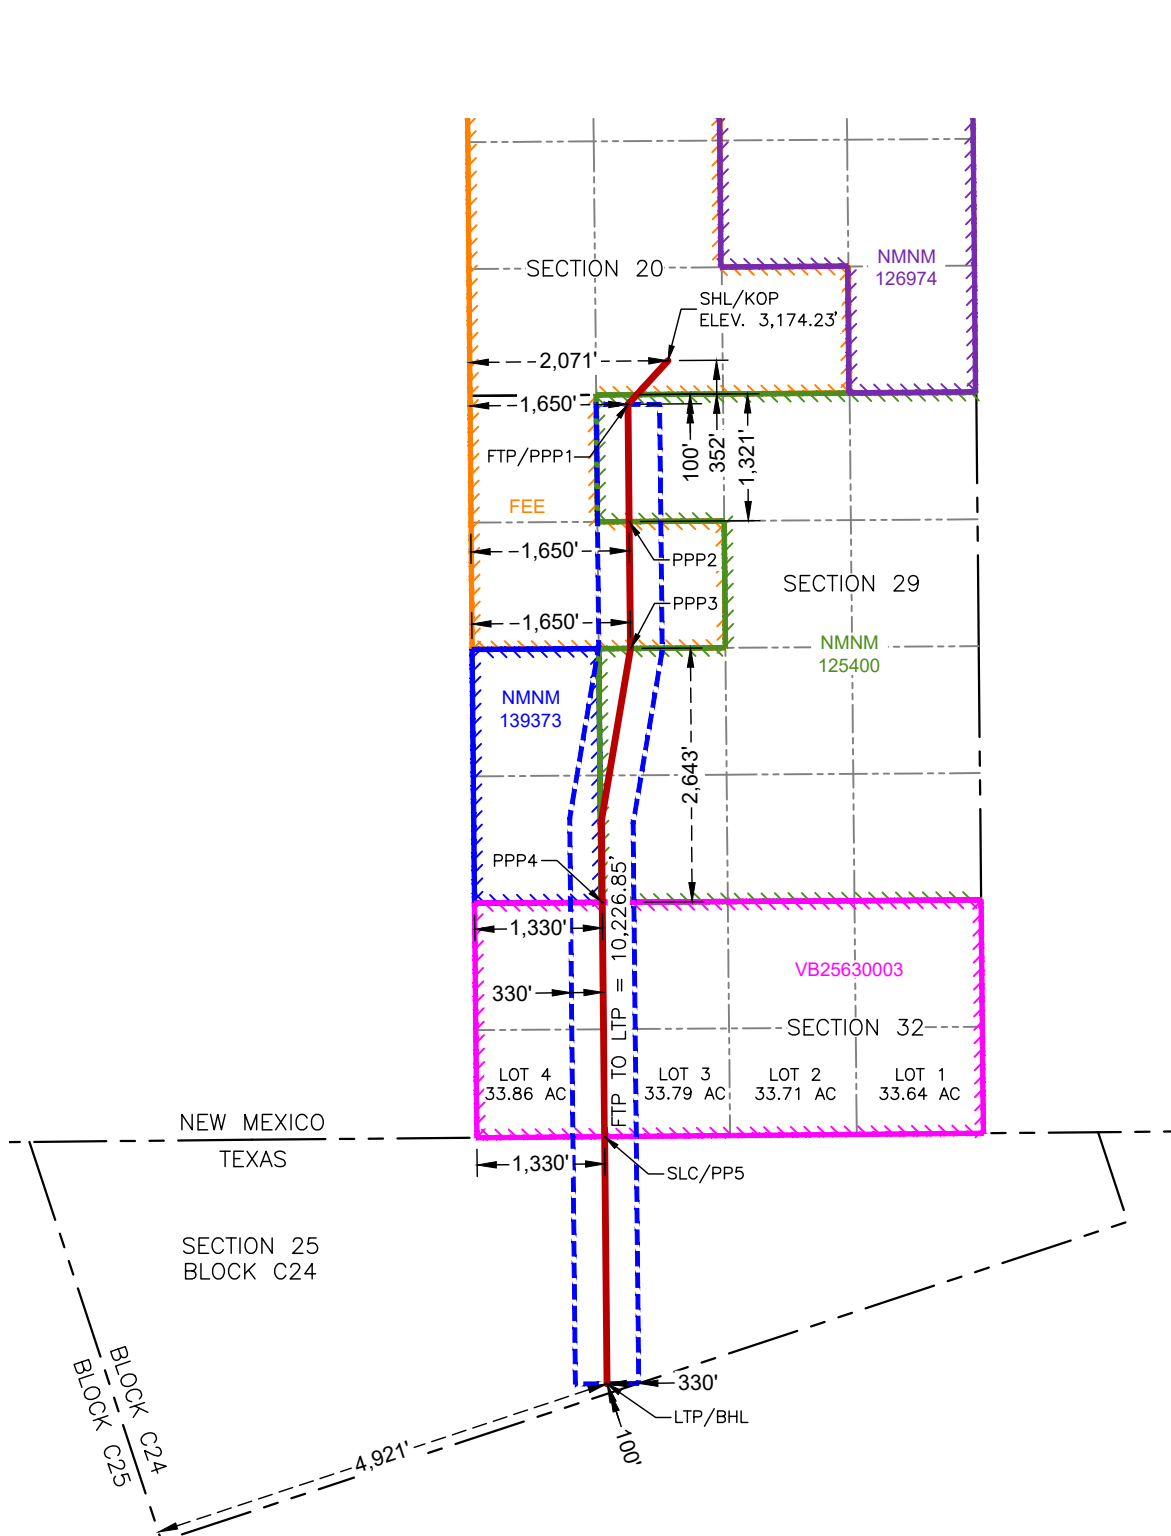 SECTION 20
NMNM
126974
SHL/KOP
ELEV. 3,174.23'
2,071'
1,650'
100'
352'
1,321'
FTP/PPP1
FEE
1,650'
PPP2
SECTION 29
PPP3
1,650'
NMNM
125400
NMNM
139373
2,643'
PPP4
FTP TO LTP = 10,226.85'
1,330'
VB25630003
330'
SECTION 32
LOT 4
33.86 AC
LOT 3
33.79 AC
LOT 2
33.71 AC
LOT 1
33.64 AC
NEW MEXICO
TEXAS
1,330'
SLC/PP5
SECTION 25
BLOCK C24
BLOCK C24
BLOCK C25
330'
LTP/BHL
100'
4,921'